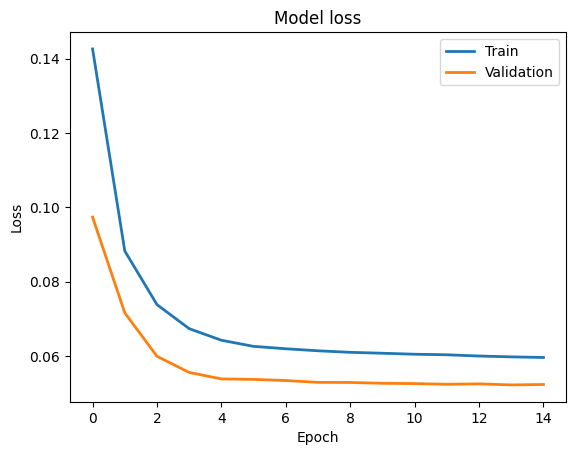 Model loss
Train
Validation
0.14
0.12
0.10
0.08
0.06
Loss
0 2 4 6 8 10 12 14
Epoch